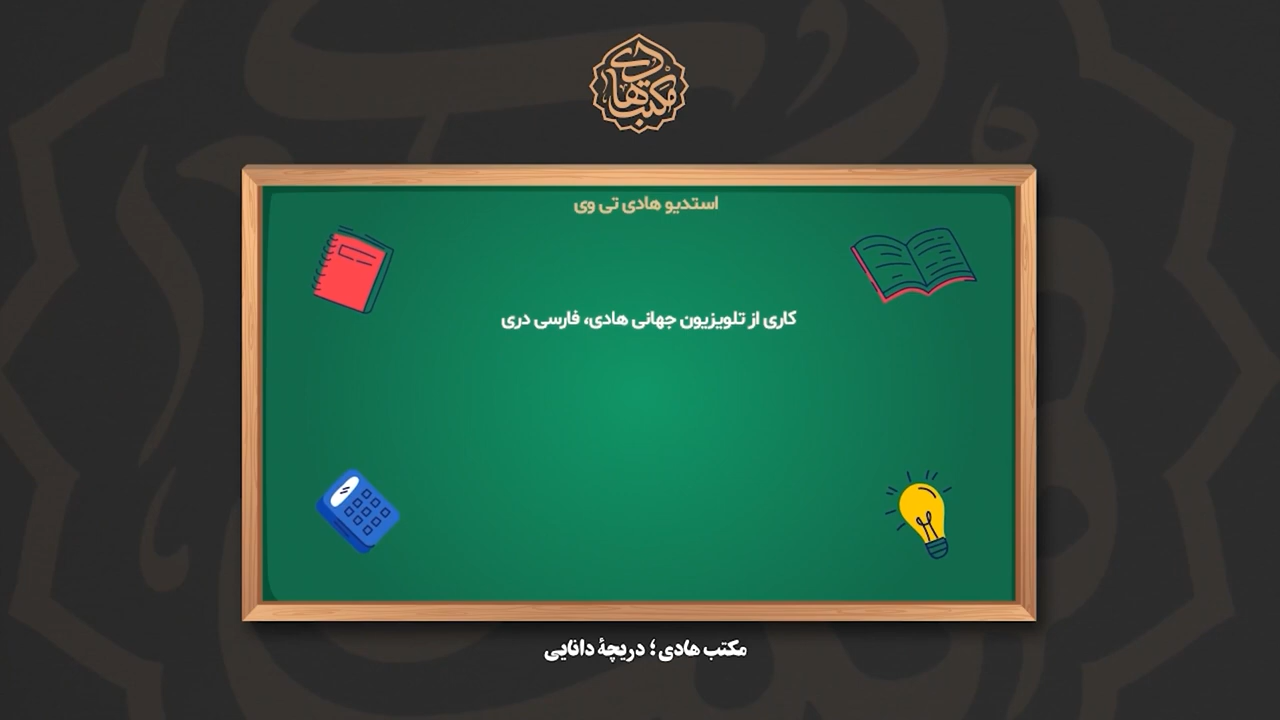 مکتب هادی
استدیو هادی تی وی
کاری از تلویزیون جهانی هادی، فارسی دری
مکتب هادی؛ دریچهٔ دانایی